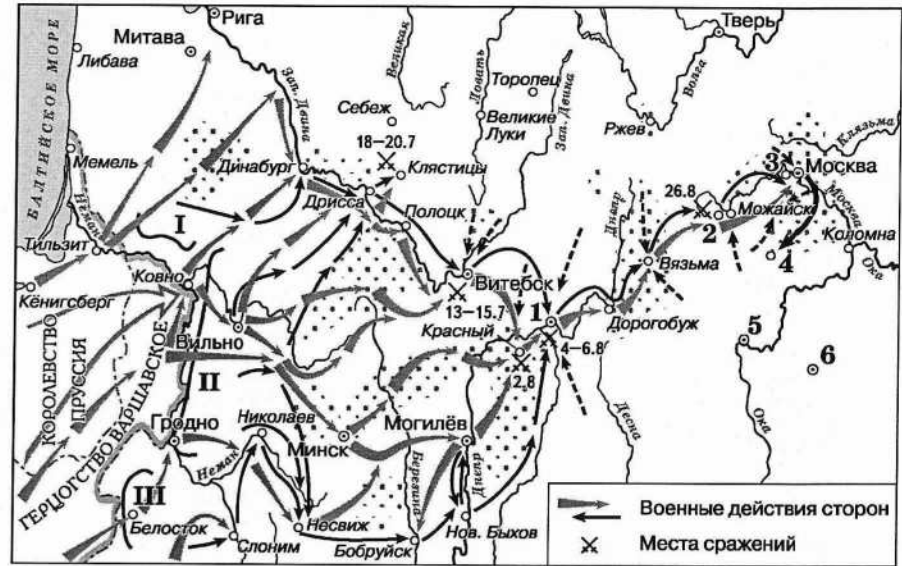 БАЛТИЙСКОЕ МОРЕ
Рига
Митава
Либава
Зап. Двина
Великая
Себеж
18–20.7
Клястицы
Ловать
Торопец
Великие
Луки
Зап. Двина
Тверь
Волга
Ржев
Клязьма
Мемель
Неман
Динабург
Дрисса
Полоцк
I
Тильзит
Ковно
Кёнигсберг
Вильно
II
Витебск
13–15.7
Красный
2.8
1
4–6.8
Днепр
Дорогобуж
Вязьма
26.8
2
Можайск
3
Москва
Москва
Коломна
Ока
4
5
6
КОРОЛЕВСТВО
ПРУССИЯ
ГЕРЦОГСТВО ВАРШАВСКОЕ
Гродно
Николаев
Неман
Минск
Могилёв
Березина
Днепр
Десна
Ока
III
Белосток
Слоним
Несвиж
Бобруйск
Нов. Быхов
Военные действия сторон
Места сражений